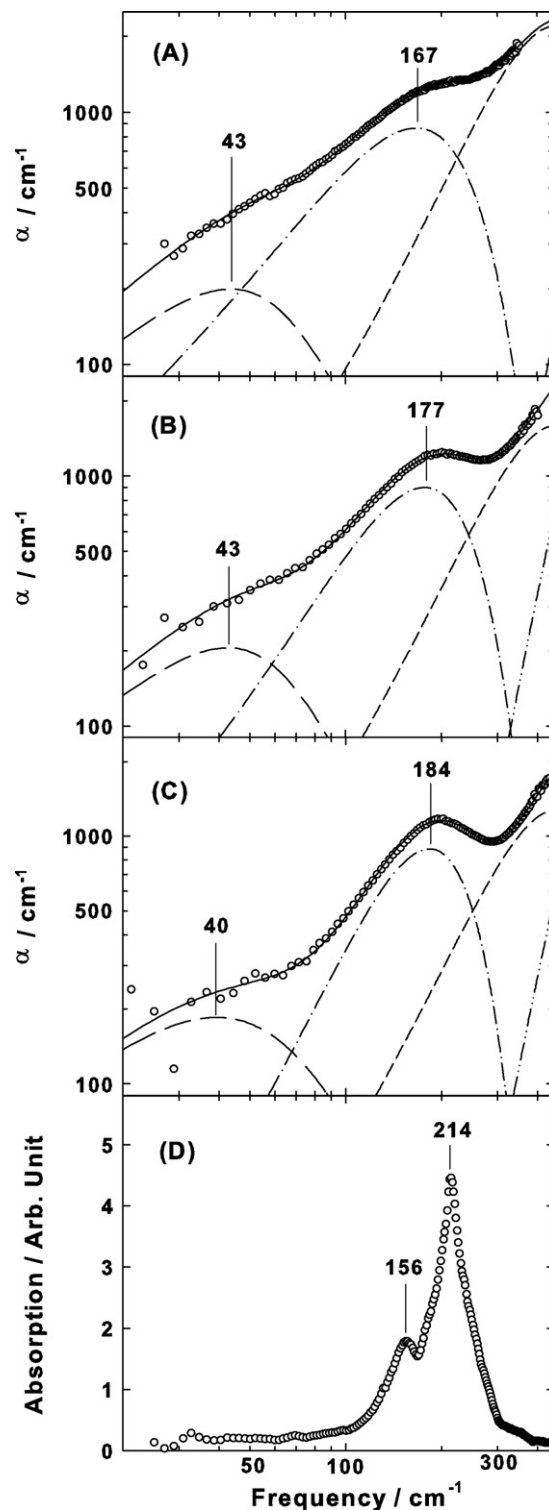 (A)
167
43
1000
500
100
α / cm⁻¹
(B)
177
43
1000
500
100
α / cm⁻¹
(C)
184
40
1000
500
100
α / cm⁻¹
(D)
214
156
5
4
3
2
1
0
Absorption / Arb. Unit
50
100
300
Frequency / cm⁻¹